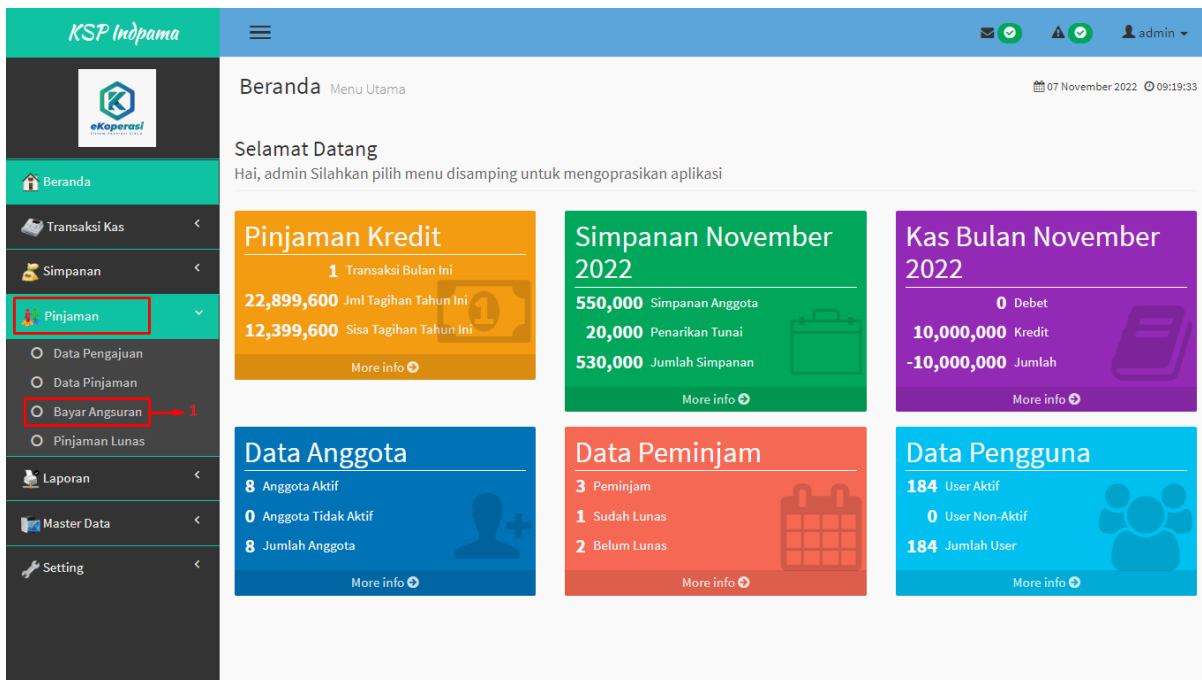 KSP Indpama
admin
eKoperasi
Beranda Menu Utama
07 November 2022 09:19:33
Selamat Datang
Hai, admin Silahkan pilih menu disamping untuk mengoprasikan aplikasi
Beranda
Transaksi Kas
Simpanan
Pinjaman
Data Pengajuan
Data Pinjaman
Bayar Angsuran 1
Pinjaman Lunas
Laporan
Master Data
Setting
Pinjaman Kredit
1 Transaksi Bulan Ini
22,899,600 Jml Tagihan Tahun Ini
12,399,600 Sisa Tagihan Tahun Ini
1
More info
Simpanan November
2022
550,000 Simpanan Anggota
20,000 Penarikan Tunai
530,000 Jumlah Simpanan
More info
Kas Bulan November
2022
0 Debet
10,000,000 Kredit
-10,000,000 Jumlah
More info
Data Anggota
8 Anggota Aktif
0 Anggota Tidak Aktif
8 Jumlah Anggota
More info
Data Peminjam
3 Peminjam
1 Sudah Lunas
2 Belum Lunas
More info
Data Pengguna
184 User Aktif
0 User Non-Aktif
184 Jumlah User
More info